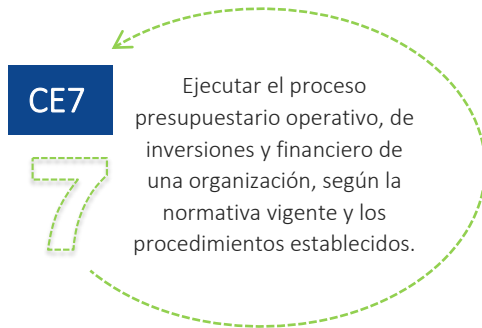 CE7
7
Ejecutar el proceso
presupuestario operativo, de
inversiones y financiero de
una organización, según la
normativa vigente y los
procedimientos establecidos.